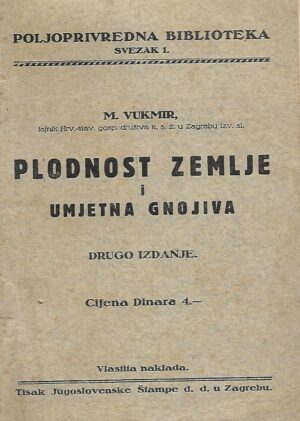 POLJOPRIVREDNA BIBLIOTEKA
SVEZAK 1.
M. VUKMIR,
tajnik Hrv.-slav. gosp. društva k. s. ž. u Zagrebu izv. sl.
PLODNOST ZEMLJE
i
UMJETNA GNOJIVA
DRUGO IZDANJE.
Cijena Dinara 4.—
Vlastita naklada.
Tisak Jugoslovenske Štampe d. d. u Zagrebu.